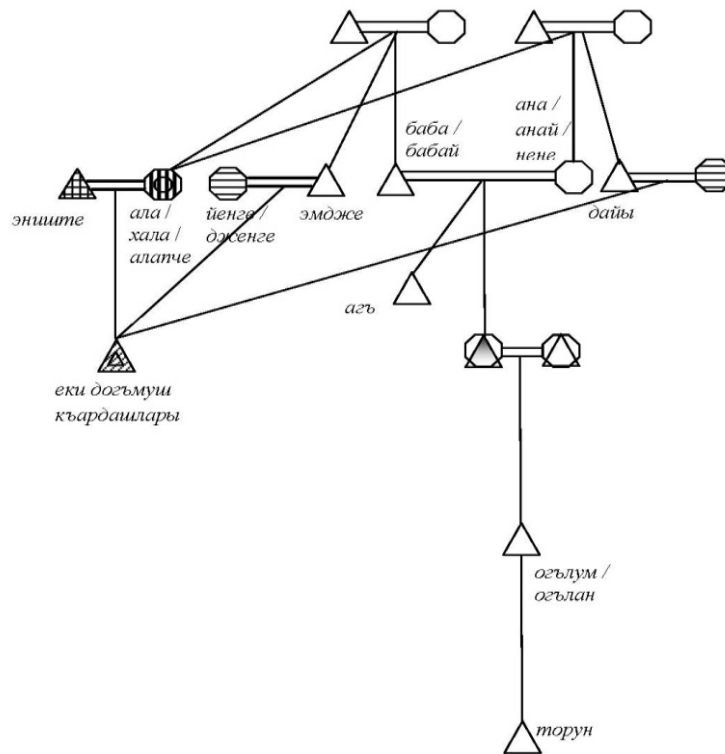 баба /
бабай
ана /
анай /
нене
эниште
ала /
хала /
алапче
йенге /
дженге
эмдже
дайы
агъ
еки догъмуш
къардашлары
огълум /
огълан
торун